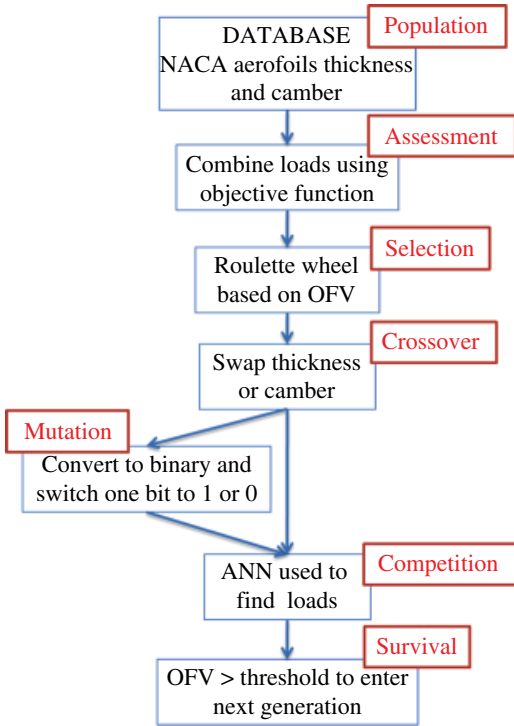 Population
DATABASE
NACA aerofoils thickness
and camber
Assessment
Combine loads using
objective function
Selection
Roulette wheel
based on OFV
Crossover
Swap thickness
or camber
Mutation
Convert to binary and
switch one bit to 1 or 0
Competition
ANN used to
find loads
Survival
OFV > threshold to enter
next generation